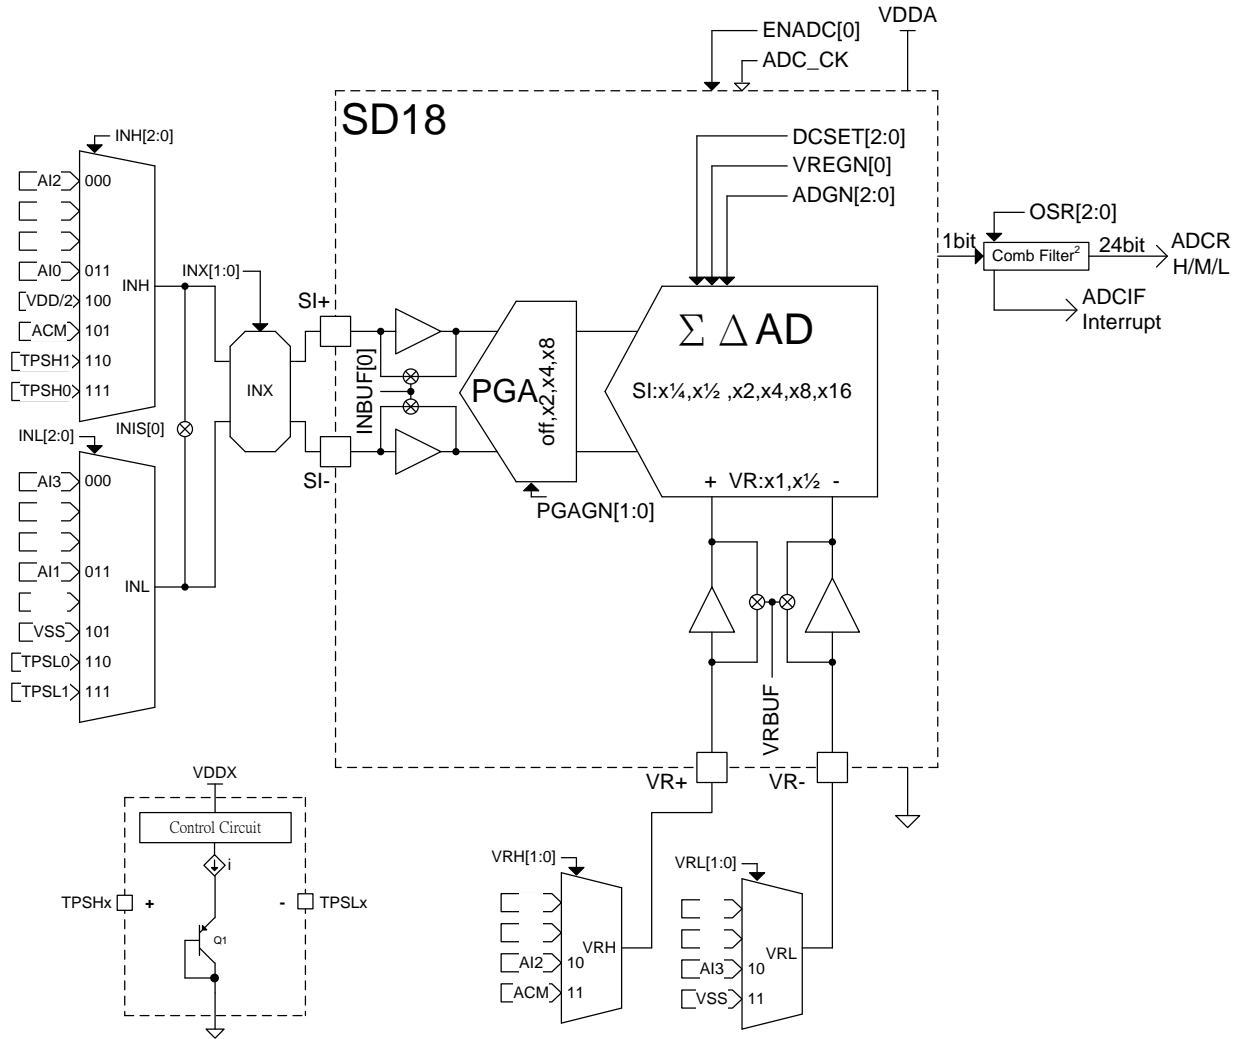 VDDA
ENADC[0]
ADC_CK
SD18
INH[2:0]
DCSET[2:0]
VREGN[0]
ADGN[2:0]
AI2 000
AI0 011
VDD/2 100
ACM 101
TPSH1 110
TPSH0 111
INH
INX[1:0]
INX
INIS[0]
INL[2:0]
AI3 000
AI1 011
VSS 101
TPSL0 110
TPSL1 111
INL
SI+
SI-
INBUF[0]
PGA
off,x2,x4,x8
PGAGN[1:0]
Σ Δ AD
SI:x¼,x½ ,x2,x4,x8,x16
+ VR:x1,x½ -
1bit
OSR[2:0]
Comb Filter²
24bit
ADCR
H/M/L
ADCIF
Interrupt
VRBUF
VR+
VR-
VDDX
Control Circuit
i
TPSHx
+
-
TPSLx
Q1
VRH[1:0]
VRH
AI2 10
ACM 11
VRL[1:0]
VRL
AI3 10
VSS 11